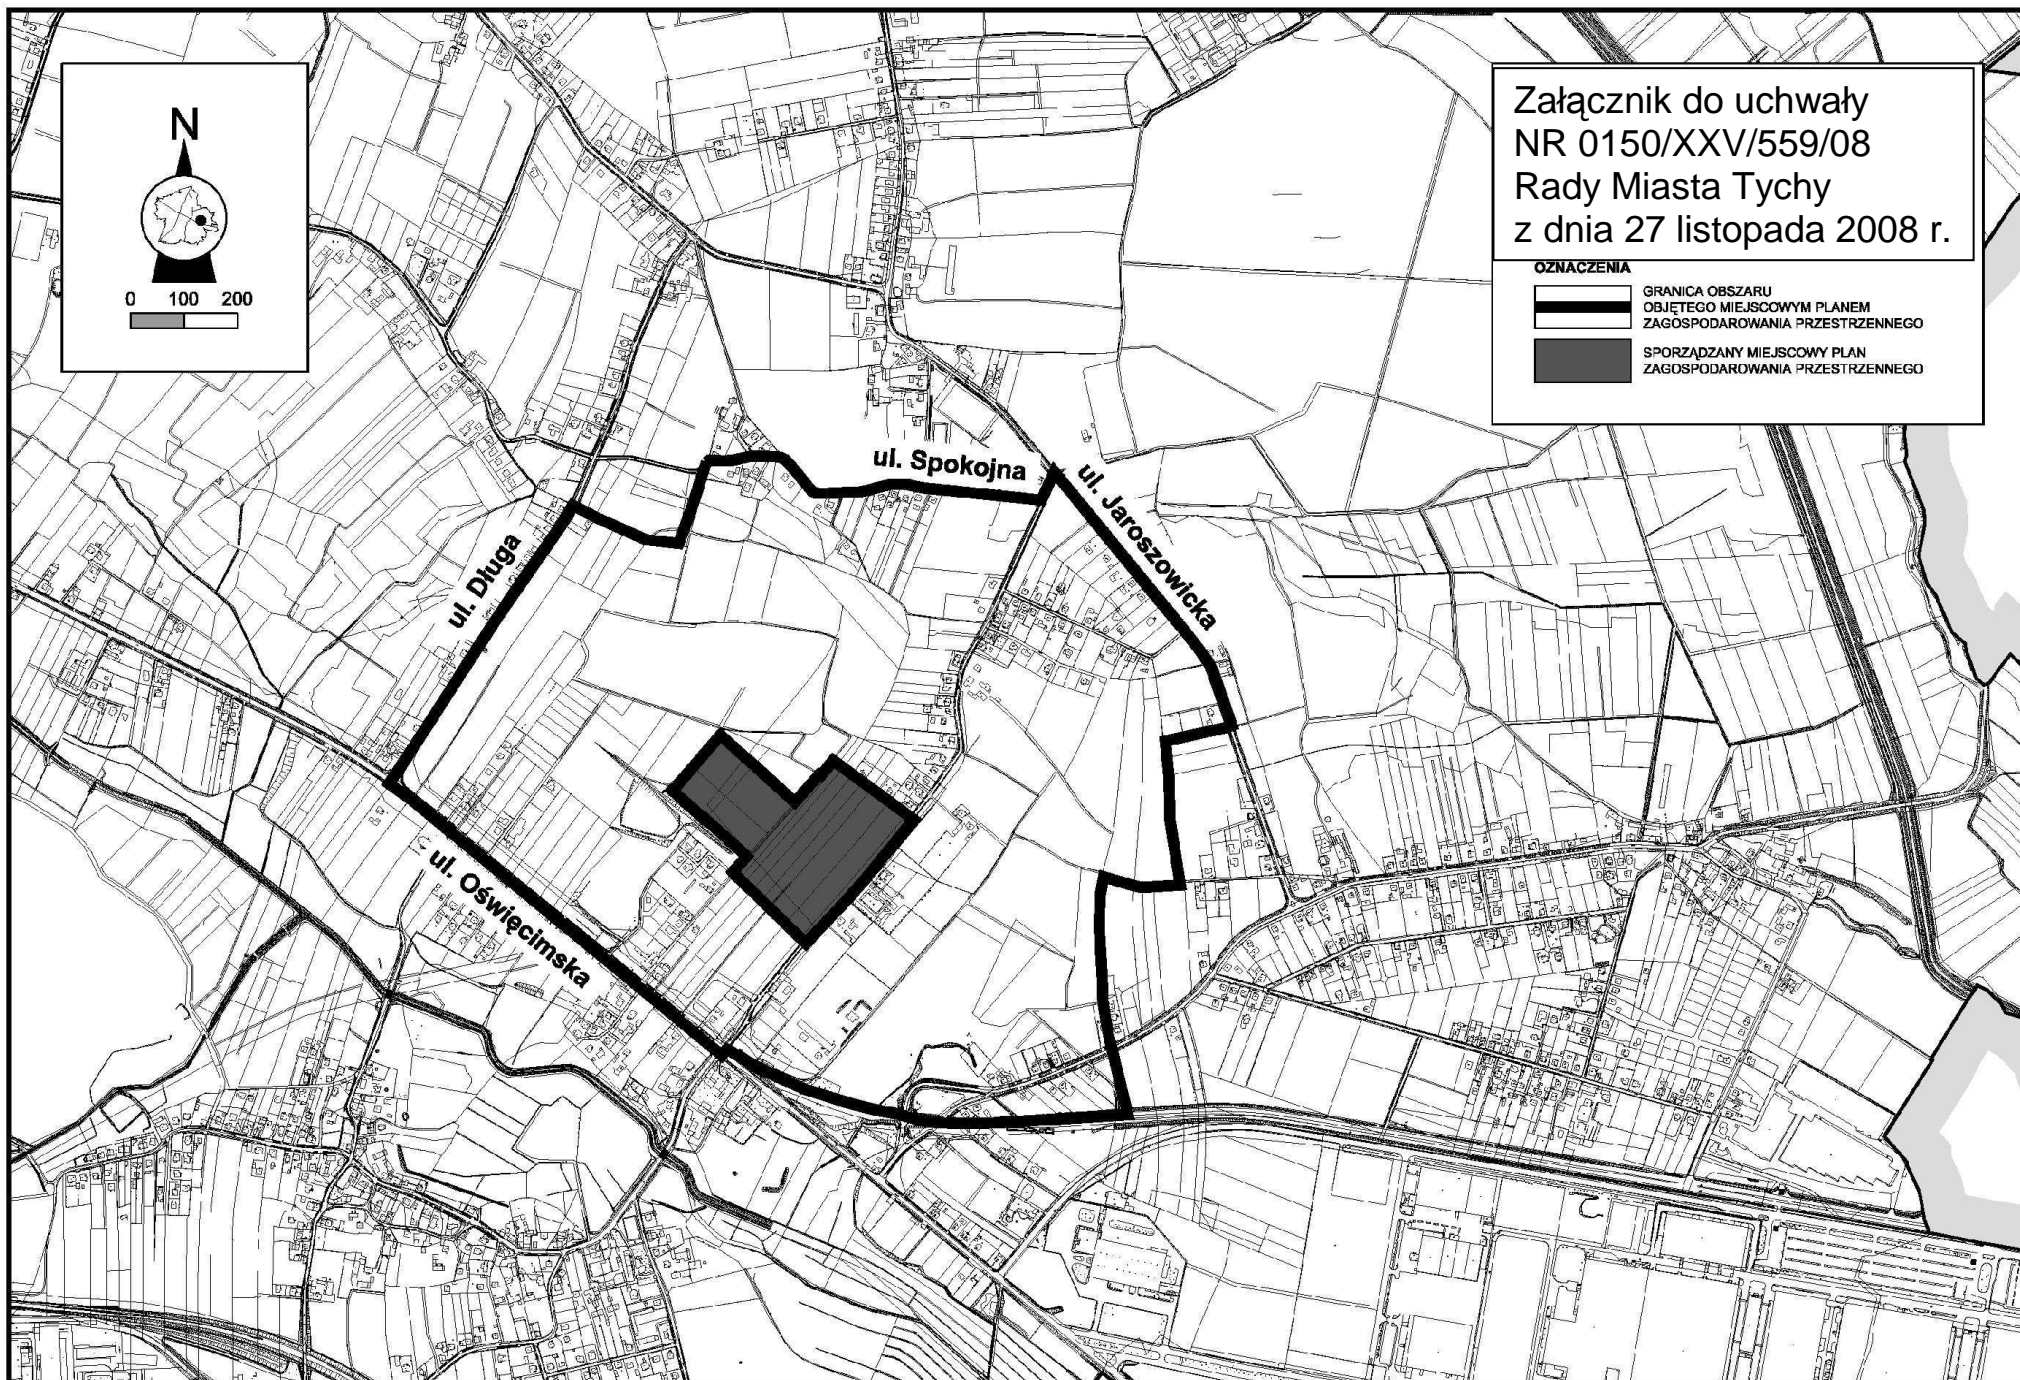 N
0 100 200
Załącznik do uchwały
NR 0150/XXV/559/08
Rady Miasta Tychy
z dnia 27 listopada 2008 r.
OZNACZENIA
GRANICA OBSZARU
OBJĘTEGO MIEJSCOWYM PLANEM
ZAGOSPODAROWANIA PRZESTRZENNEGO
SPORZĄDZANY MIEJSCOWY PLAN
ZAGOSPODAROWANIA PRZESTRZENNEGO
ul. Spokojna
ul. Jaroszowicka
ul. Długa
ul. Oświęcimska